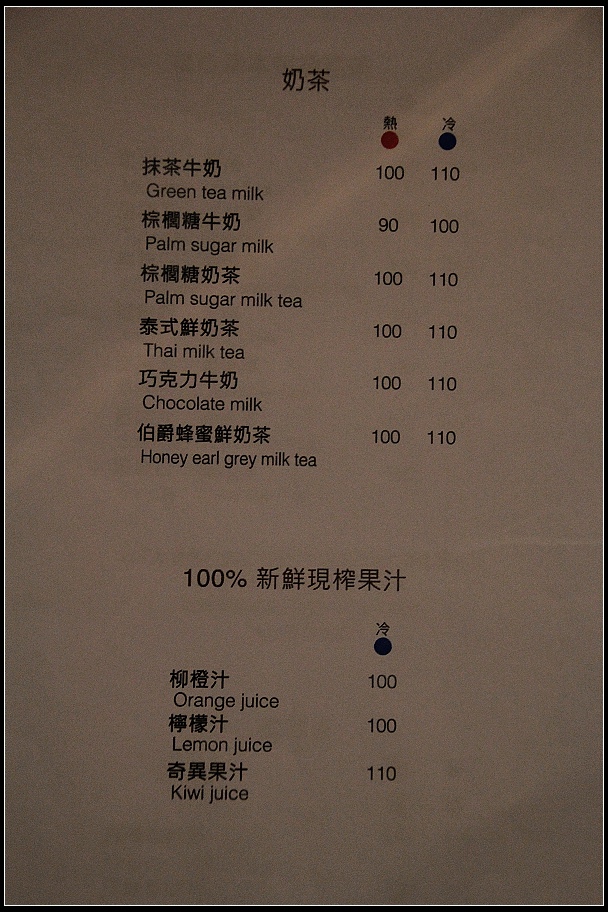 奶茶
熱 冷
抹茶牛奶 100 110
Green tea milk
棕櫚糖牛奶 90 100
Palm sugar milk
棕櫚糖奶茶 100 110
Palm sugar milk tea
泰式鮮奶茶 100 110
Thai milk tea
巧克力牛奶 100 110
Chocolate milk
伯爵蜂蜜鮮奶茶 100 110
Honey earl grey milk tea
100% 新鮮現榨果汁
冷
柳橙汁 100
Orange juice
檸檬汁 100
Lemon juice
奇異果汁 110
Kiwi juice